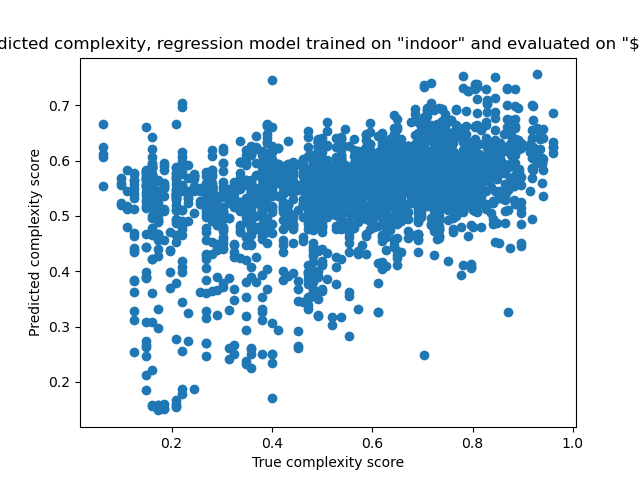 dicted complexity, regression model trained on "indoor" and evaluated on "$
Predicted complexity score
0.7
0.6
0.5
0.4
0.3
0.2
0.2 0.4 0.6 0.8 1.0
True complexity score